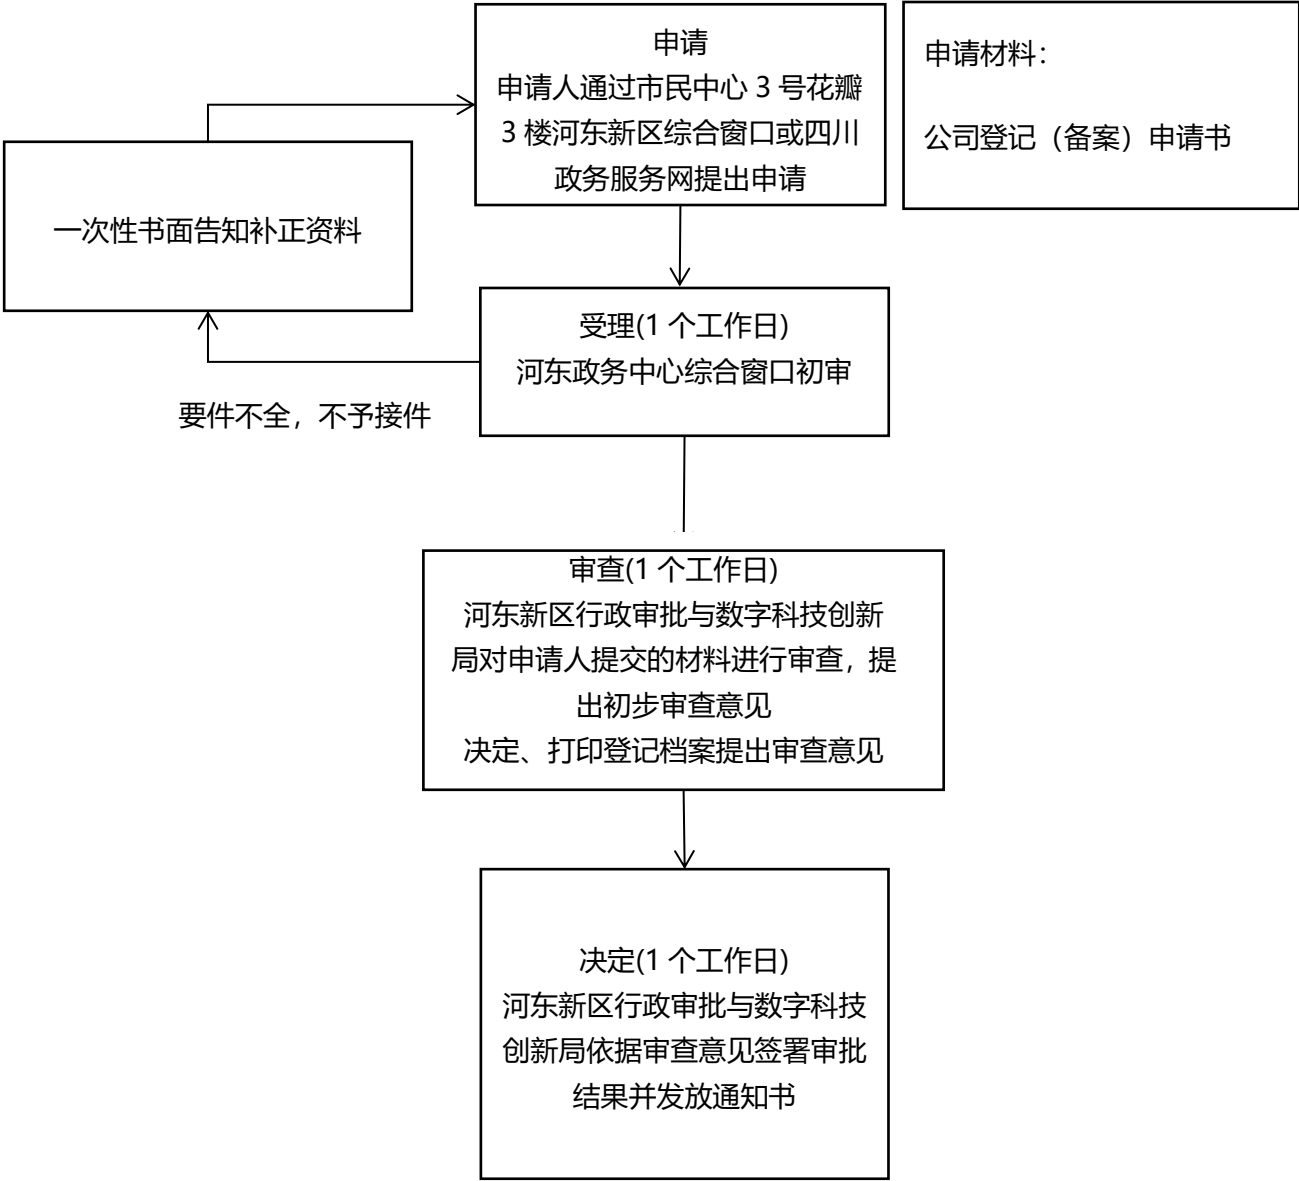 申请
申请人通过市民中心 3 号花瓣
3 楼河东新区综合窗口或四川
政务服务网提出申请
申请材料：
公司登记（备案）申请书
一次性书面告知补正资料
受理(1 个工作日)
河东政务中心综合窗口初审
要件不全，不予接件
审查(1 个工作日)
河东新区行政审批与数字科技创新
局对申请人提交的材料进行审查，提
出初步审查意见
决定、打印登记档案提出审查意见
决定(1 个工作日)
河东新区行政审批与数字科技
创新局依据审查意见签署审批
结果并发放通知书